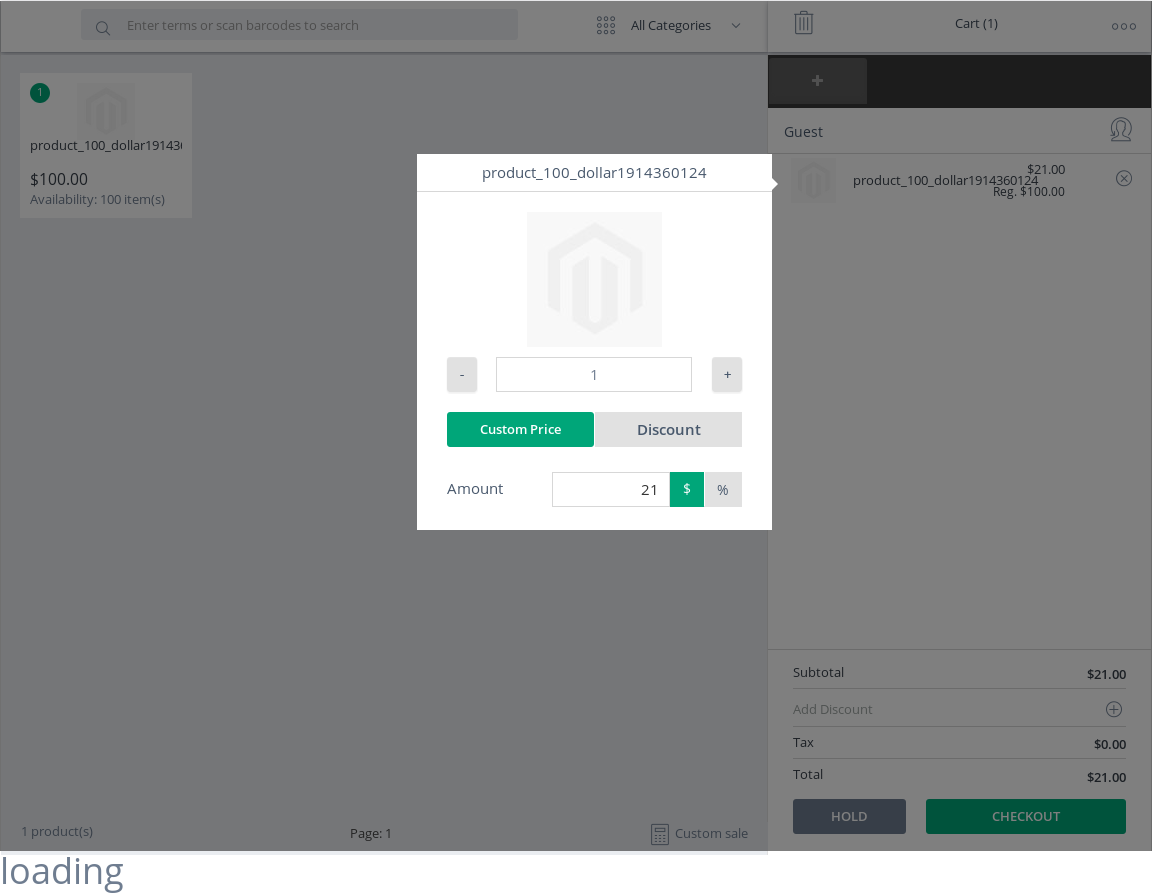 Enter terms or scan barcodes to search
All Categories
Cart (1)
1
product_100_dollar19143
$100.00
Availability: 100 item(s)
+
Guest
product_100_dollar1914360124
$21.00
Reg. $100.00
product_100_dollar1914360124
- 1 +
Custom Price Discount
Amount 21 $ %
Subtotal $21.00
Add Discount
Tax $0.00
Total $21.00
HOLD CHECKOUT
1 product(s)
Page: 1
Custom sale
loading